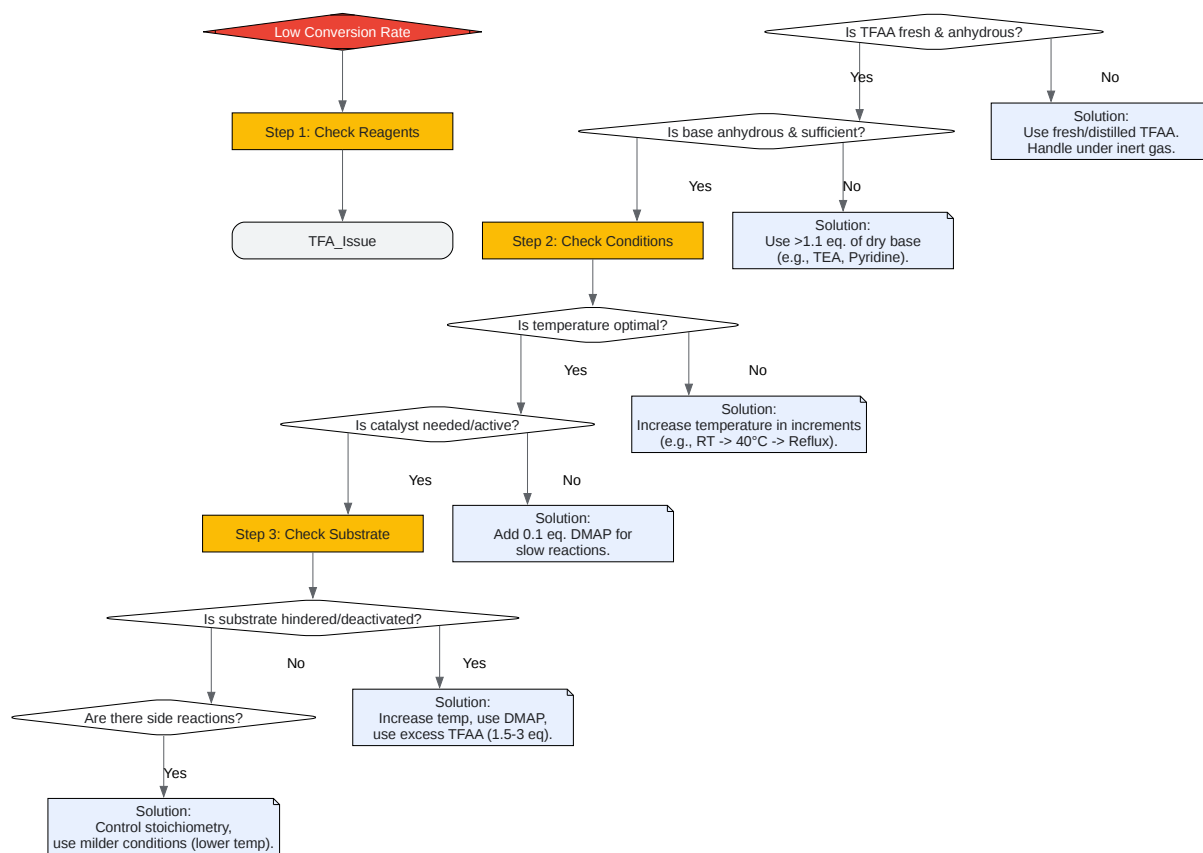 Low Conversion Rate
Is TFAA fresh & anhydrous?
Yes
No
Step 1: Check Reagents
Solution:
Use fresh/distilled TFAA.
Handle under inert gas.
Is base anhydrous & sufficient?
Yes
No
TFA_Issue
Step 2: Check Conditions
Solution:
Use >1.1 eq. of dry base
(e.g., TEA, Pyridine).
Is temperature optimal?
Yes
No
Solution:
Increase temperature in increments
(e.g., RT -> 40°C -> Reflux).
Is catalyst needed/active?
Yes
No
Step 3: Check Substrate
Solution:
Add 0.1 eq. DMAP for
slow reactions.
Is substrate hindered/deactivated?
No
Yes
Solution:
Increase temp, use DMAP,
use excess TFAA (1.5-3 eq).
Are there side reactions?
Yes
Solution:
Control stoichiometry,
use milder conditions (lower temp).